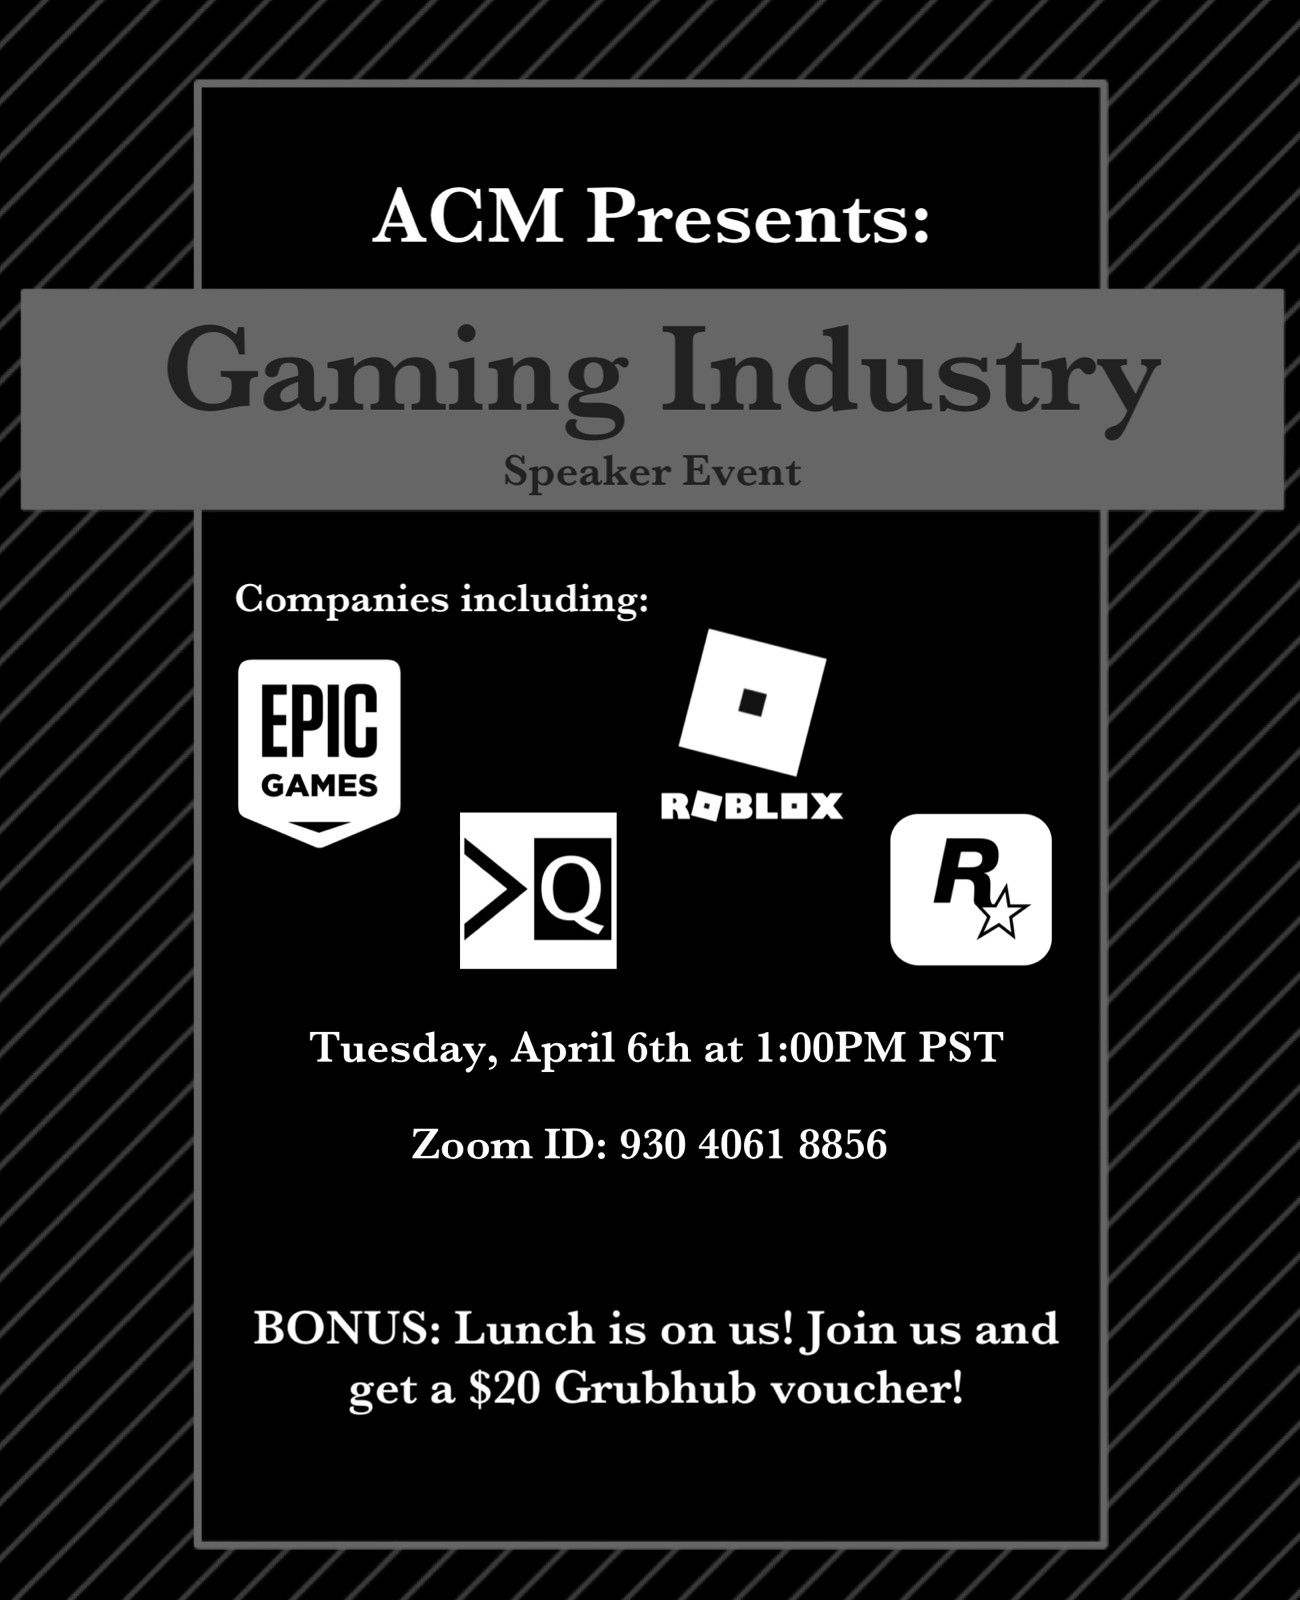 ACM Presents:
Gaming Industry
Speaker Event
Companies including:
EPIC
GAMES
ROBLOX
>Q
R
Tuesday, April 6th at 1:00PM PST
Zoom ID: 930 4061 8856
BONUS: Lunch is on us! Join us and
get a $20 Grubhub voucher!